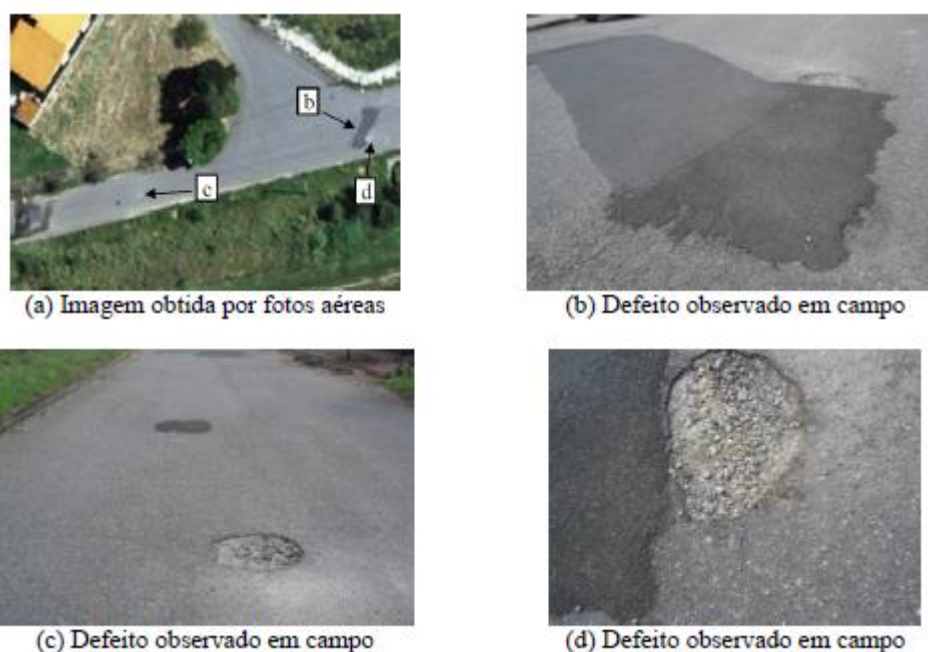 b
c
d
(a) Imagem obtida por fotos aéreas
(b) Defeito observado em campo
(c) Defeito observado em campo
(d) Defeito observado em campo